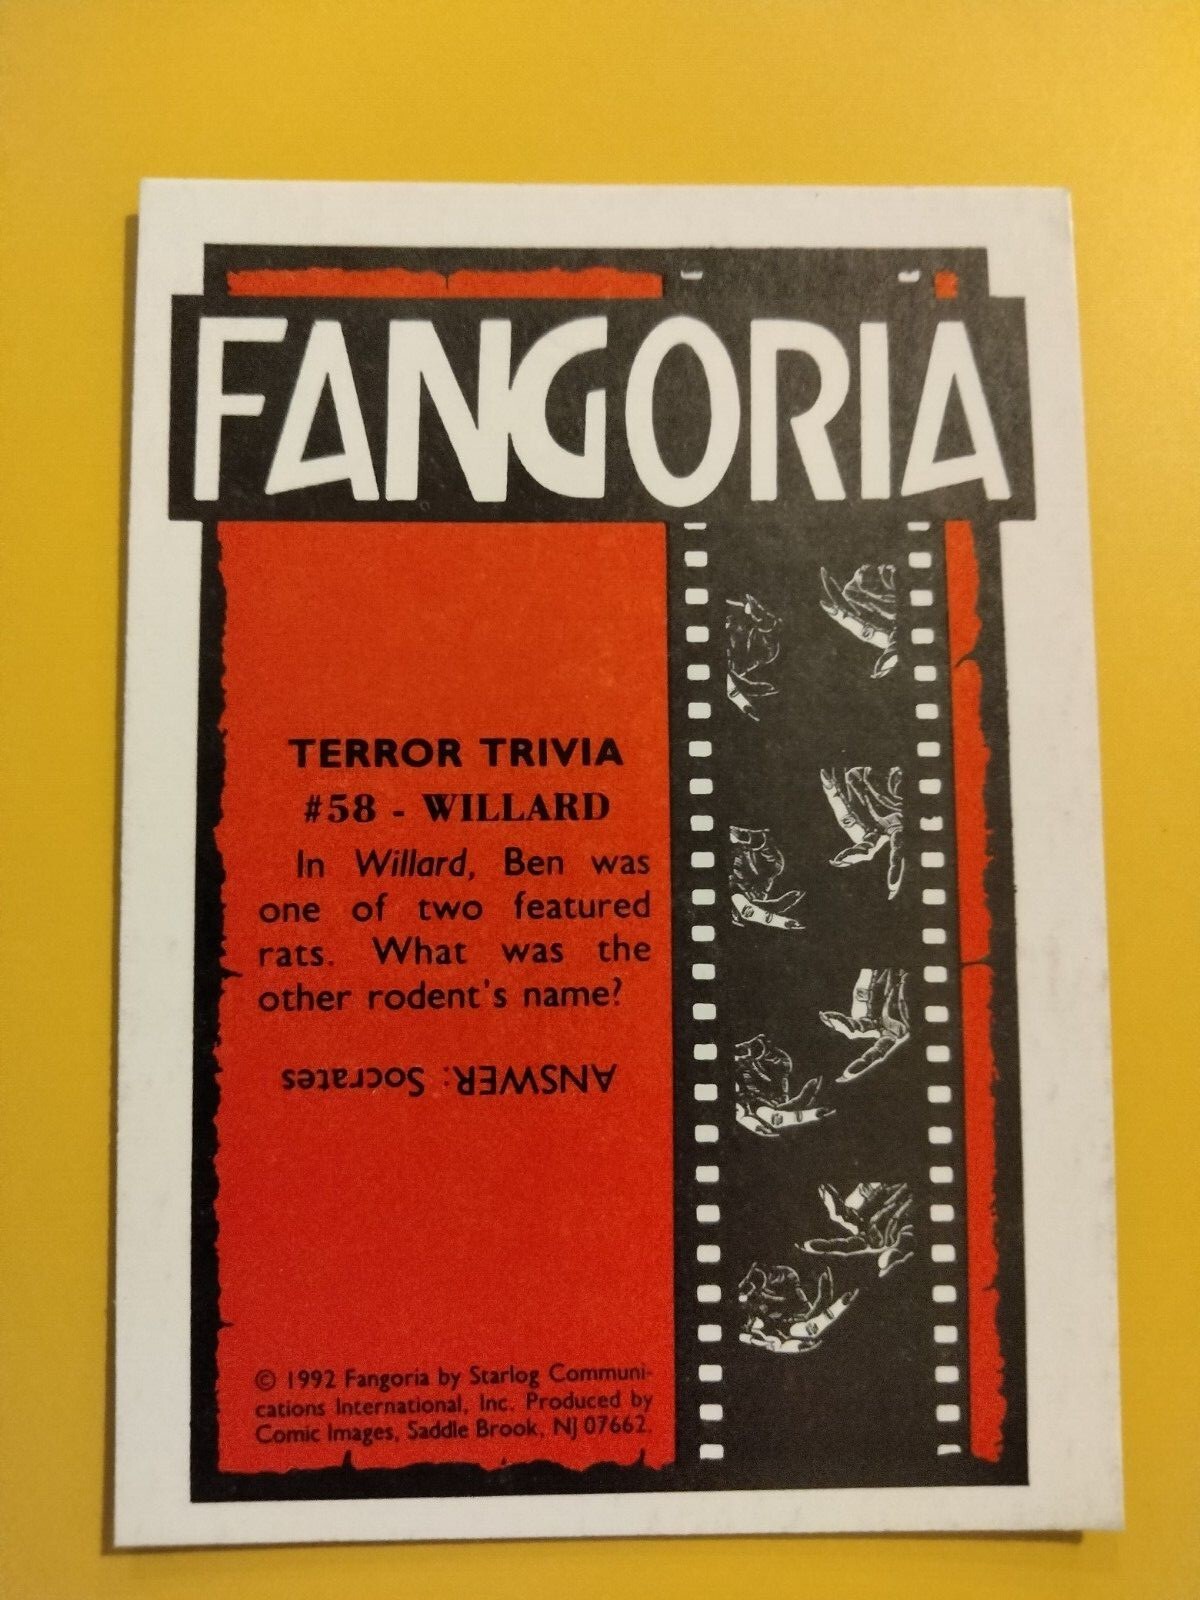 FANGORIA
TERROR TRIVIA
#58 - WILLARD
In Willard, Ben was
one of two featured
rats. What was the
other rodent's name?
ANSWER: Socrates
© 1992 Fangoria by Starlog Communi-
cations International, Inc. Produced by
Comic Images, Saddle Brook, NJ 07662.